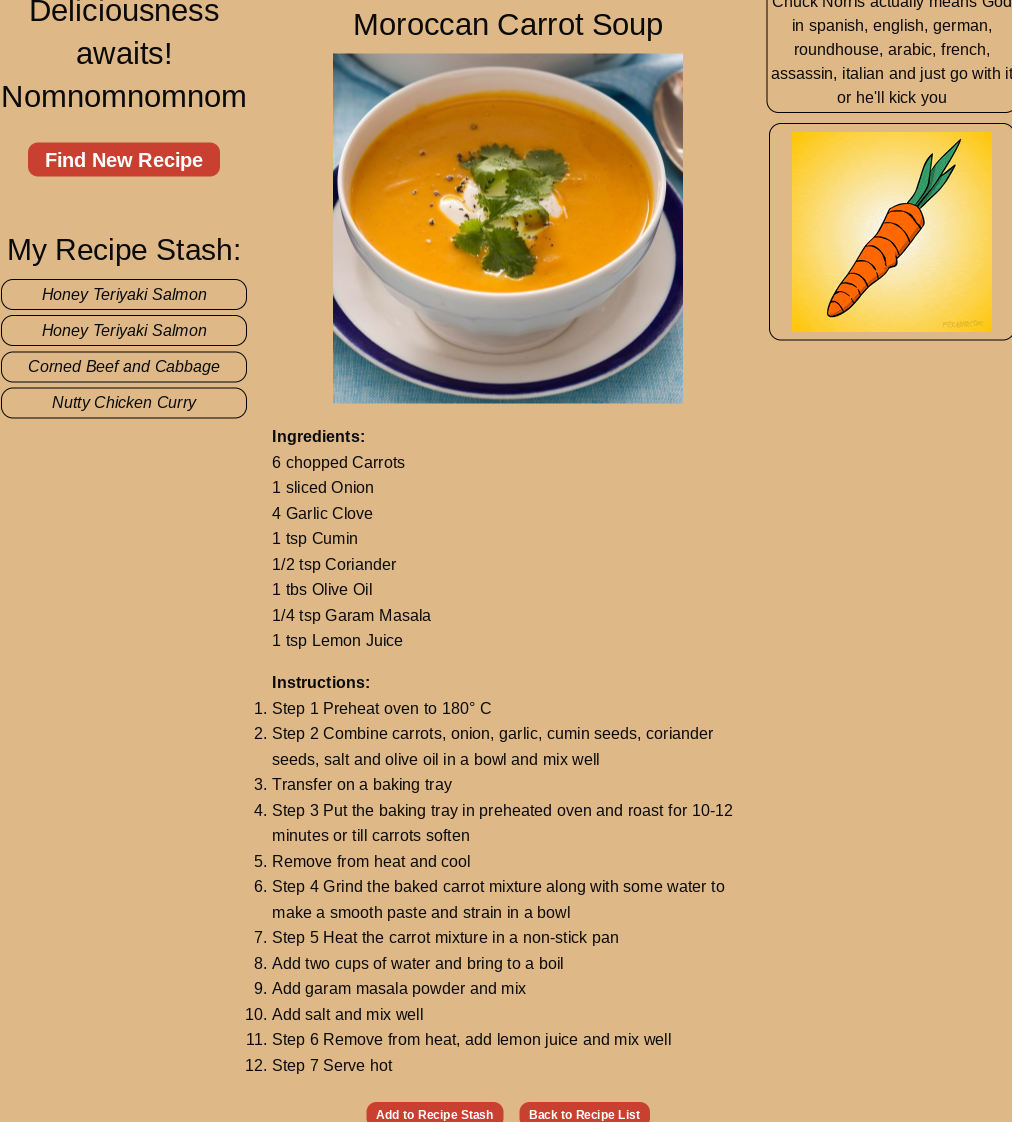 Deliciousness
awaits!
Nomnomnomnom
Find New Recipe
My Recipe Stash:
Honey Teriyaki Salmon
Honey Teriyaki Salmon
Corned Beef and Cabbage
Nutty Chicken Curry
Moroccan Carrot Soup
Ingredients:
6 chopped Carrots
1 sliced Onion
4 Garlic Clove
1 tsp Cumin
1/2 tsp Coriander
1 tbs Olive Oil
1/4 tsp Garam Masala
1 tsp Lemon Juice
Instructions:
1. Step 1 Preheat oven to 180° C
2. Step 2 Combine carrots, onion, garlic, cumin seeds, coriander
seeds, salt and olive oil in a bowl and mix well
3. Transfer on a baking tray
4. Step 3 Put the baking tray in preheated oven and roast for 10-12
minutes or till carrots soften
5. Remove from heat and cool
6. Step 4 Grind the baked carrot mixture along with some water to
make a smooth paste and strain in a bowl
7. Step 5 Heat the carrot mixture in a non-stick pan
8. Add two cups of water and bring to a boil
9. Add garam masala powder and mix
10. Add salt and mix well
11. Step 6 Remove from heat, add lemon juice and mix well
12. Step 7 Serve hot
Add to Recipe Stash
Back to Recipe List
Chuck Norris actually means God
in spanish, english, german,
roundhouse, arabic, french,
assassin, italian and just go with it
or he'll kick you